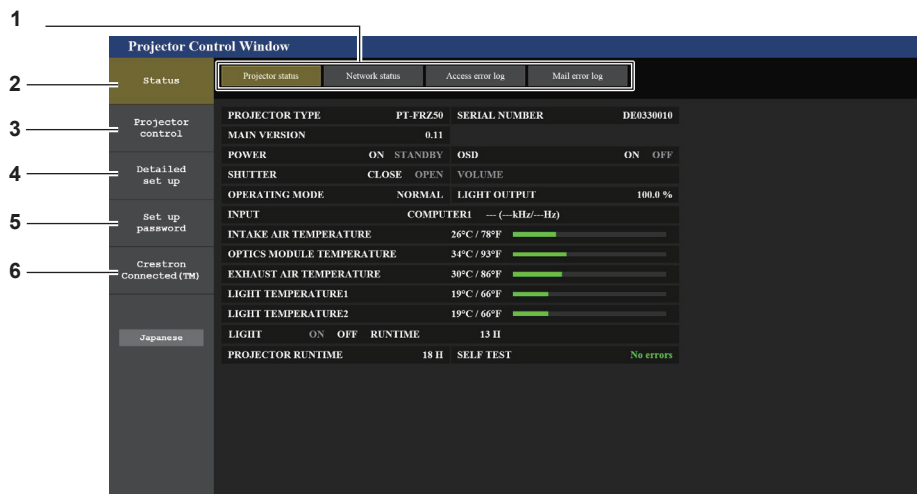 1
Projector Control Window
2
Status
Projector status Network status Access error log Mail error log
3
Projector
control
4
Detailed
set up
5
Set up
password
6
Crestron
Connected(TM)
Japanese
PROJECTOR TYPE PT-FRZ50 SERIAL NUMBER DE0330010
MAIN VERSION 0.11
POWER ON STANDBY OSD ON OFF
SHUTTER CLOSE OPEN VOLUME
OPERATING MODE NORMAL LIGHT OUTPUT 100.0 %
INPUT COMPUTER1 --- (---kHz/---Hz)
INTAKE AIR TEMPERATURE 26°C / 78°F
OPTICS MODULE TEMPERATURE 34°C / 93°F
EXHAUST AIR TEMPERATURE 30°C / 86°F
LIGHT TEMPERATURE1 19°C / 66°F
LIGHT TEMPERATURE2 19°C / 66°F
LIGHT ON OFF RUNTIME 13 H
PROJECTOR RUNTIME 18 H SELF TEST No errors